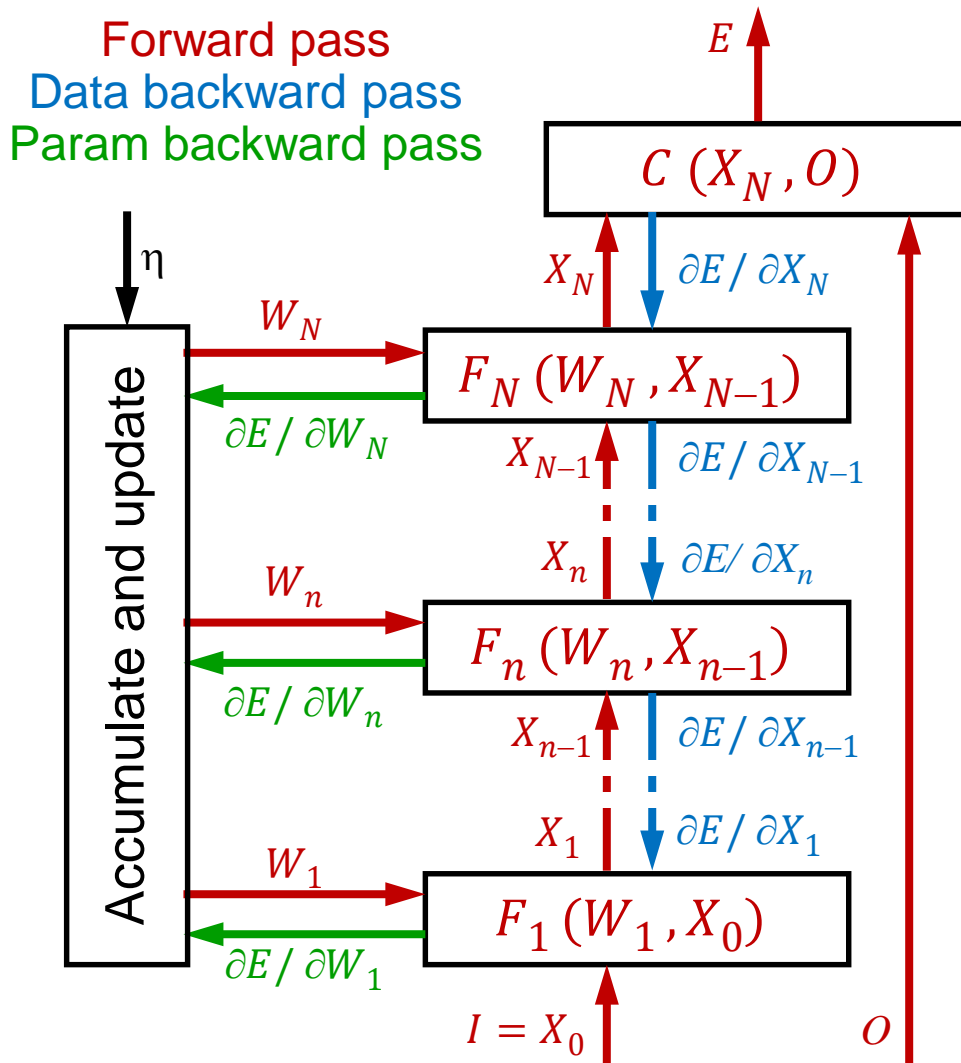 Forward pass
Data backward pass
Param backward pass
E
C (X_N , O)
η
X_N
∂E / ∂X_N
W_N
F_N (W_N , X_{N−1})
∂E / ∂W_N
X_{N−1}
∂E / ∂X_{N−1}
Accumulate and update
X_n
∂E/ ∂X_n
W_n
F_n (W_n , X_{n−1})
∂E / ∂W_n
X_{n−1}
∂E / ∂X_{n−1}
X_1
∂E / ∂X_1
W_1
F_1 (W_1 , X_0)
∂E / ∂W_1
I = X_0
O